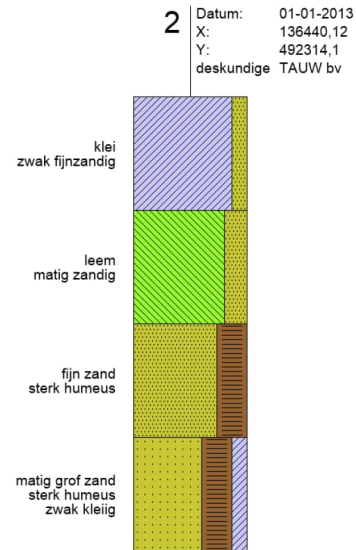 2
Datum: 01-01-2013
X: 136440,12
Y: 492314,1
deskundige TAUW bv
klei
zwak fijnzandig
leem
matig zandig
fijn zand
sterk humeus
matig grof zand
sterk humeus
zwak kleiig